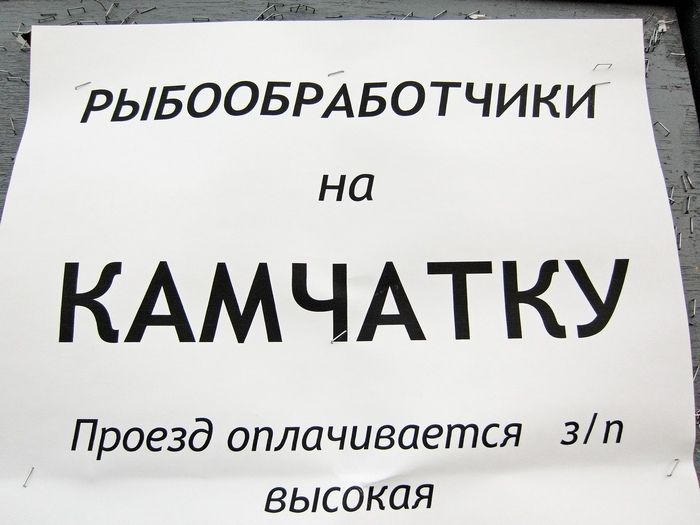 РЫБООБРАБОТЧИКИ
на
КАМЧАТКУ
Проезд оплачивается з/п
высокая